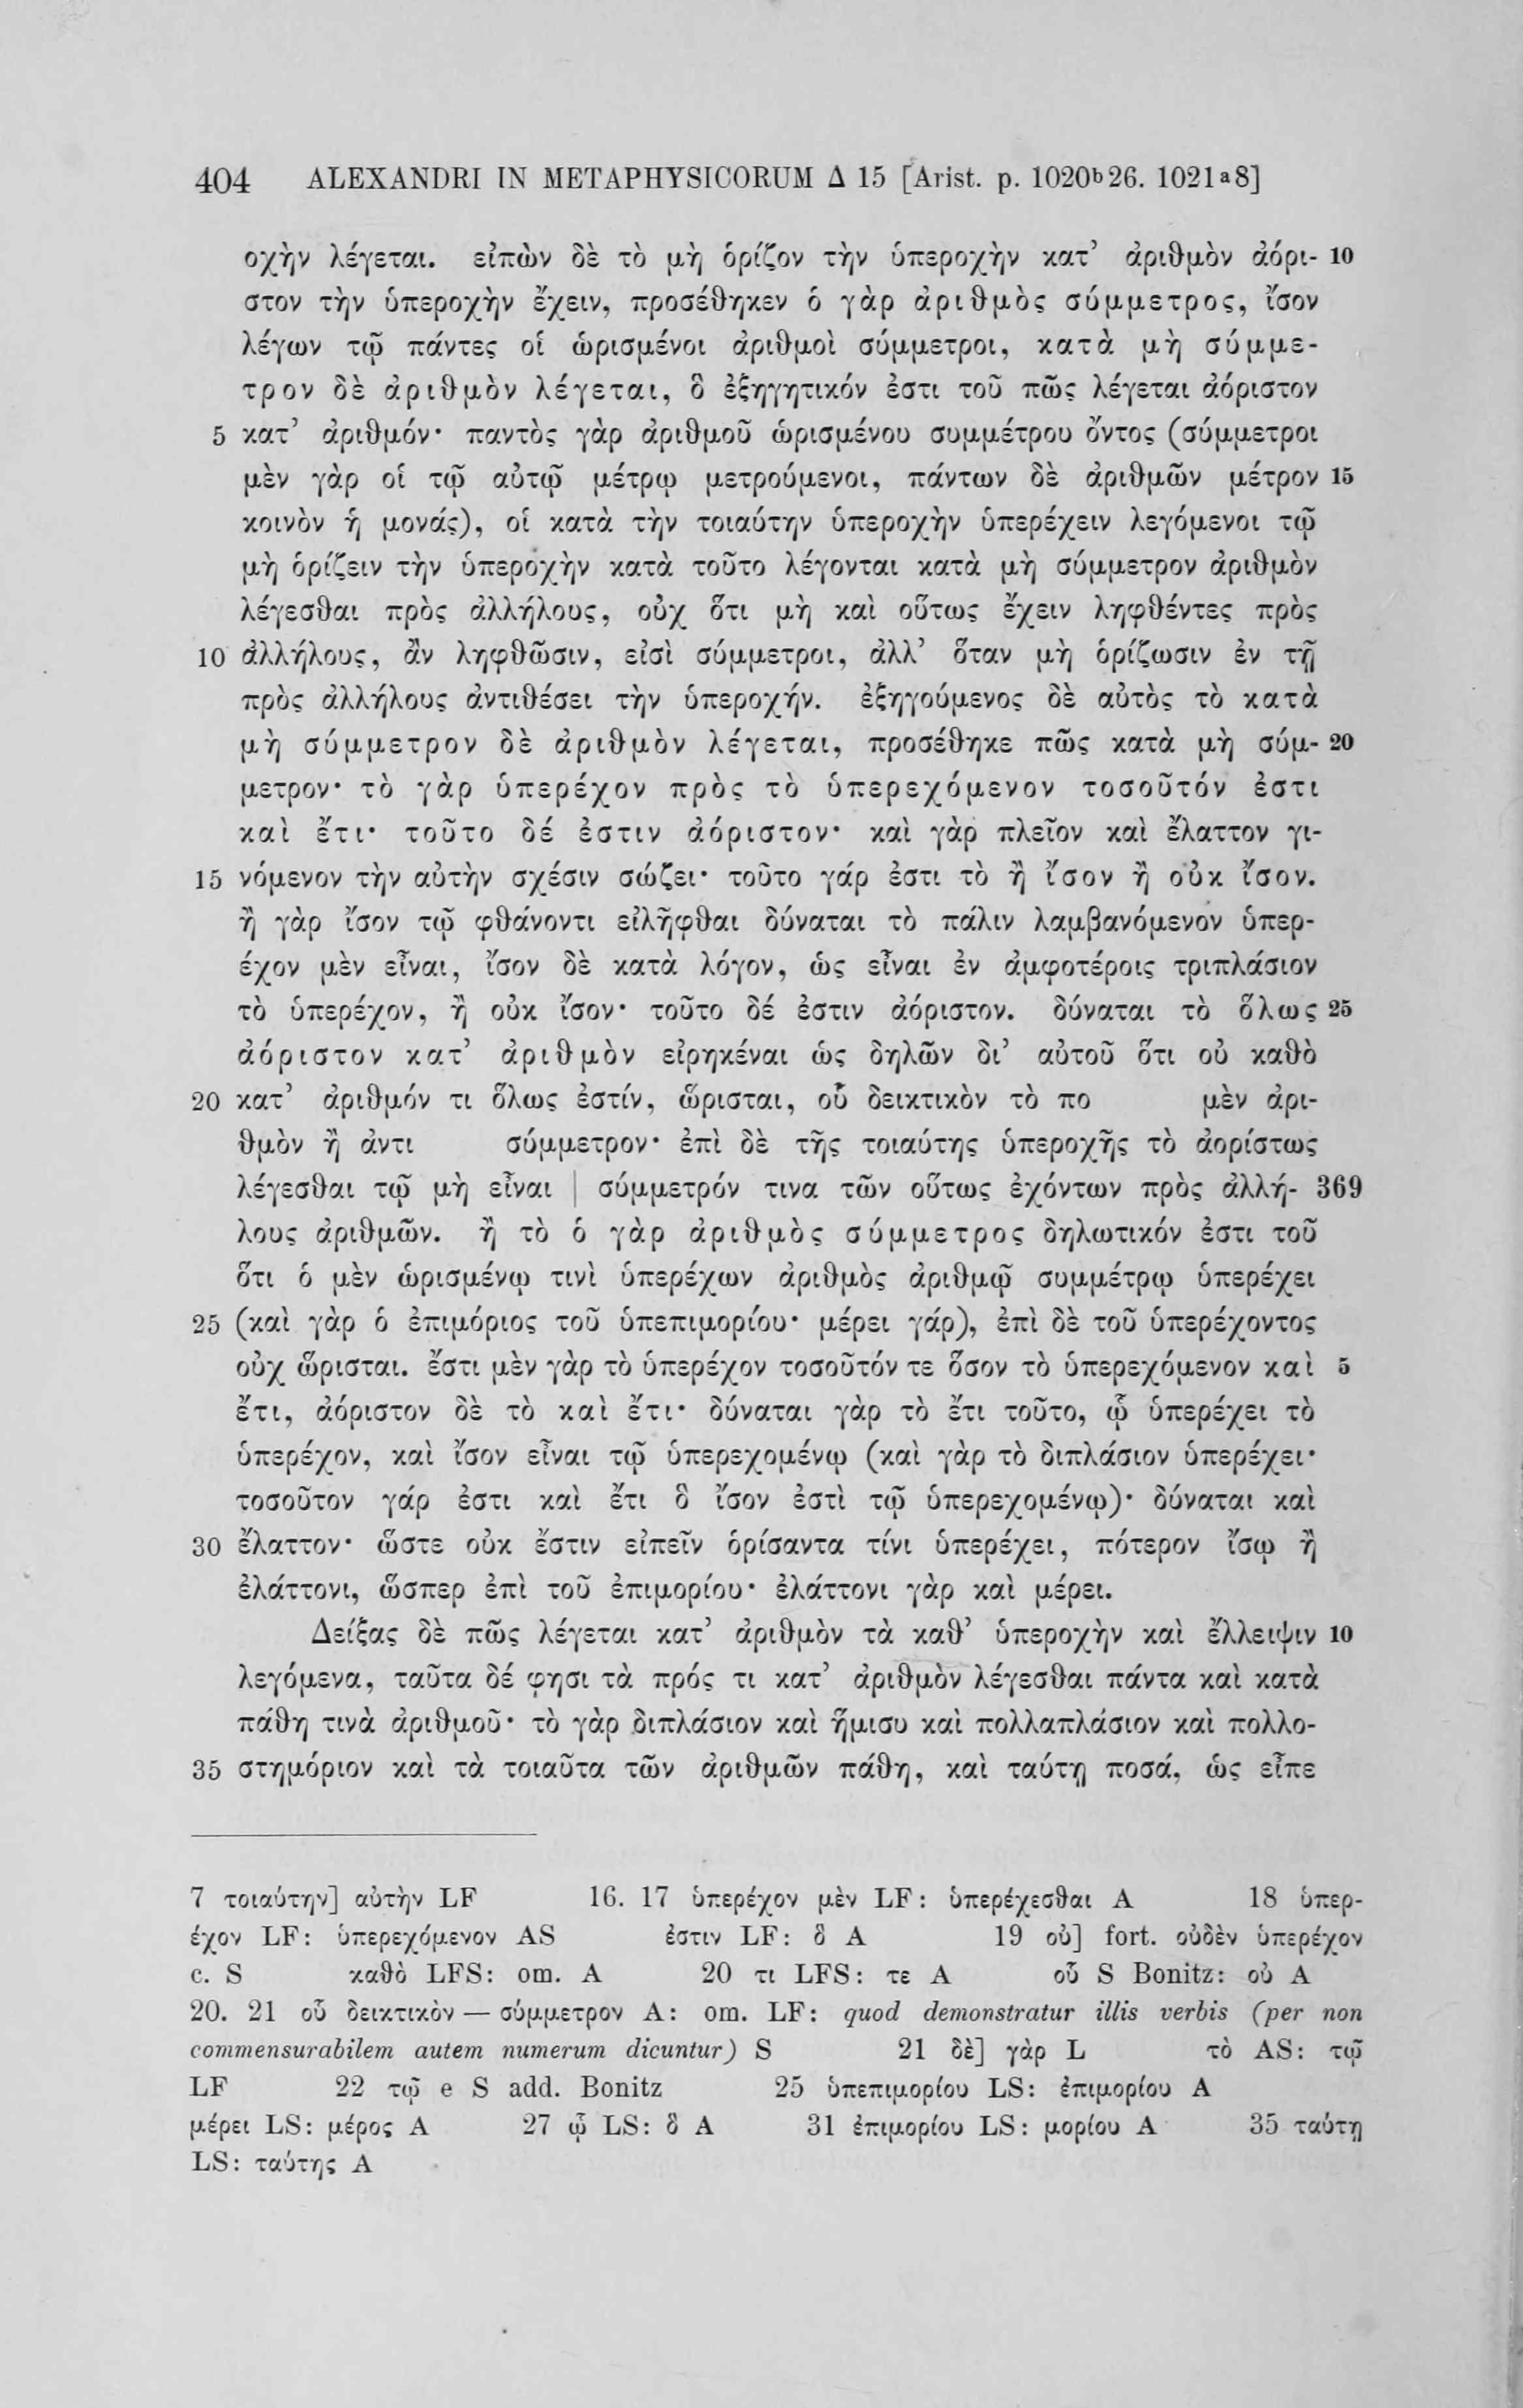 404 ALEXANDRI IN METAPHYSICORUM Δ 15 [Arist. p. 1020b26. 1021a8]
οχὴν λέγεται. εἰπὼν δὲ τὸ μὴ ὁρίζον τὴν ὑπεροχὴν κατ’ ἀριθμὸν ἀόρι- 10
στον τὴν ὑπεροχὴν ἔχειν, προσέθηκεν ὁ γὰρ ἀριθμὸς σύμμετρος, ἴσον
λέγων τῷ πάντες οἱ ὡρισμένοι ἀριθμοὶ σύμμετροι, κατὰ μὴ σύμμε-
τρον δὲ ἀριθμὸν λέγεται, ὃ ἐξηγητικόν ἐστι τοῦ πῶς λέγεται ἀόριστον
5 κατ’ ἀριθμόν· παντὸς γὰρ ἀριθμοῦ ὡρισμένου συμμέτρου ὄντος (σύμμετροι
μὲν γὰρ οἱ τῷ αὐτῷ μέτρῳ μετρούμενοι, πάντων δὲ ἀριθμῶν μέτρον 15
κοινὸν ἡ μονάς), οἱ κατὰ τὴν τοιαύτην ὑπεροχὴν ὑπερέχειν λεγόμενοι τῷ
μὴ ὁρίζειν τὴν ὑπεροχὴν κατὰ τοῦτο λέγονται κατὰ μὴ σύμμετρον ἀριθμὸν
λέγεσθαι πρὸς ἀλλήλους, οὐχ ὅτι μὴ καὶ οὕτως ἔχειν ληφθέντες πρὸς
10 ἀλλήλους, ἂν ληφθῶσιν, εἰσὶ σύμμετροι, ἀλλ’ ὅταν μὴ ὁρίζωσιν ἐν τῇ
πρὸς ἀλλήλους ἀντιθέσει τὴν ὑπεροχήν. ἐξηγούμενος δὲ αὐτὸς τὸ κατὰ
μὴ σύμμετρον δὲ ἀριθμὸν λέγεται, προσέθηκε πῶς κατὰ μὴ σύμ- 20
μετρον· τὸ γὰρ ὑπερέχον πρὸς τὸ ὑπερεχόμενον τοσοῦτόν ἐστι
καὶ ἔτι· τοῦτο δέ ἐστιν ἀόριστον· καὶ γὰρ πλεῖον καὶ ἔλαττον γι-
15 νόμενον τὴν αὐτὴν σχέσιν σώζει· τοῦτο γάρ ἐστι τὸ ἢ ἴσον ἢ οὐκ ἴσον.
ἢ γὰρ ἴσον τῷ φθάνοντι εἰλῆφθαι δύναται τὸ πάλιν λαμβανόμενον ὑπερ-
έχον μὲν εἶναι, ἴσον δὲ κατὰ λόγον, ὡς εἶναι ἐν ἀμφοτέροις τριπλάσιον
τὸ ὑπερέχον, ἢ οὐκ ἴσον· τοῦτο δέ ἐστιν ἀόριστον. δύναται τὸ ὅλως 25
ἀόριστον κατ’ ἀριθμὸν εἰρηκέναι ὡς δηλῶν δι’ αὐτοῦ ὅτι οὐ καθὸ
20 κατ’ ἀριθμόν τι ὅλως ἐστίν, ὥρισται, οὗ δεικτικὸν τὸ πο μὲν ἀρι-
θμὸν ἢ ἀντι σύμμετρον· ἐπὶ δὲ τῆς τοιαύτης ὑπεροχῆς τὸ ἀορίστως
λέγεσθαι τῷ μὴ εἶναι | σύμμετρόν τινα τῶν οὕτως ἐχόντων πρὸς ἀλλή- 369
λους ἀριθμῶν. ἢ τὸ ὁ γὰρ ἀριθμὸς σύμμετρος δηλωτικόν ἐστι τοῦ
ὅτι ὁ μὲν ὡρισμένῳ τινὶ ὑπερέχων ἀριθμὸς ἀριθμῷ συμμέτρῳ ὑπερέχει
25 (καὶ γὰρ ὁ ἐπιμόριος τοῦ ὑπεπιμορίου· μέρει γάρ), ἐπὶ δὲ τοῦ ὑπερέχοντος
οὐχ ὥρισται. ἔστι μὲν γὰρ τὸ ὑπερέχον τοσοῦτόν τε ὅσον τὸ ὑπερεχόμενον καὶ 5
ἔτι, ἀόριστον δὲ τὸ καὶ ἔτι· δύναται γὰρ τὸ ἔτι τοῦτο, ᾧ ὑπερέχει τὸ
ὑπερέχον, καὶ ἴσον εἶναι τῷ ὑπερεχομένῳ (καὶ γὰρ τὸ διπλάσιον ὑπερέχει·
τοσοῦτον γάρ ἐστι καὶ ἔτι ὃ ἴσον ἐστὶ τῷ ὑπερεχομένῳ)· δύναται καὶ
30 ἔλαττον· ὥστε οὐκ ἔστιν εἰπεῖν ὁρίσαντα τίνι ὑπερέχει, πότερον ἴσῳ ἢ
ἐλάττονι, ὥσπερ ἐπὶ τοῦ ἐπιμορίου· ἐλάττονι γὰρ καὶ μέρει.
Δείξας δὲ πῶς λέγεται κατ’ ἀριθμὸν τὰ καθ’ ὑπεροχὴν καὶ ἔλλειψιν 10
λεγόμενα, ταῦτα δέ φησι τὰ πρός τι κατ’ ἀριθμὸν λέγεσθαι πάντα καὶ κατὰ
πάθη τινὰ ἀριθμοῦ· τὸ γὰρ διπλάσιον καὶ ἥμισυ καὶ πολλαπλάσιον καὶ πολλο-
35 στημόριον καὶ τὰ τοιαῦτα τῶν ἀριθμῶν πάθη, καὶ ταύτῃ ποσά, ὡς εἶπε
7 τοιαύτην] αὐτὴν LF 16. 17 ὑπερέχον μὲν LF: ὑπερέχεσθαι A 18 ὑπερ-
έχον LF: ὑπερεχόμενον AS ἐστιν LF: ὃ A 19 οὐ] fort. οὐδὲν ὑπερέχον
c. S καθὸ LFS: om. A 20 τι LFS: τε A οὗ S Bonitz: οὐ A
20. 21 οὗ δεικτικὸν — σύμμετρον A: om. LF: quod demonstratur illis verbis (per non
commensurabilem autem numerum dicuntur) S 21 δὲ] γὰρ L τὸ AS: τῷ
LF 22 τῷ e S add. Bonitz 25 ὑπεπιμορίου LS: ἐπιμορίου A
μέρει LS: μέρος A 27 ᾧ LS: ὃ A 31 ἐπιμορίου LS: μορίου A 35 ταύτῃ
LS: ταύτης A